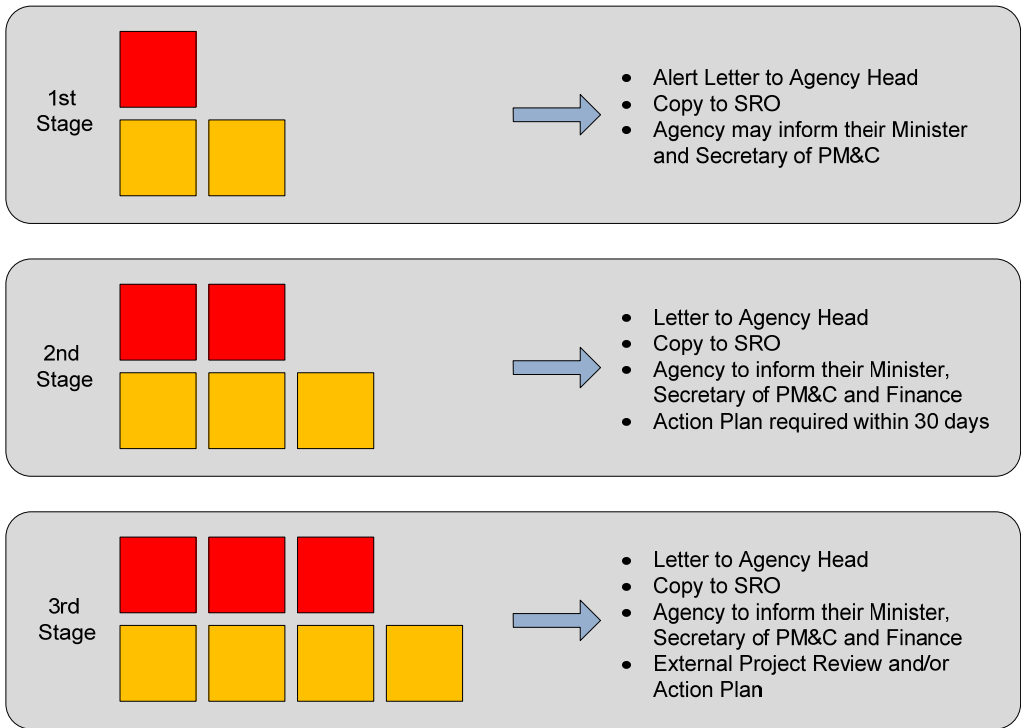 1st
Stage
• Alert Letter to Agency Head
• Copy to SRO
• Agency may inform their Minister
and Secretary of PM&C
2nd
Stage
• Letter to Agency Head
• Copy to SRO
• Agency to inform their Minister,
Secretary of PM&C and Finance
• Action Plan required within 30 days
3rd
Stage
• Letter to Agency Head
• Copy to SRO
• Agency to inform their Minister,
Secretary of PM&C and Finance
• External Project Review and/or
Action Plan